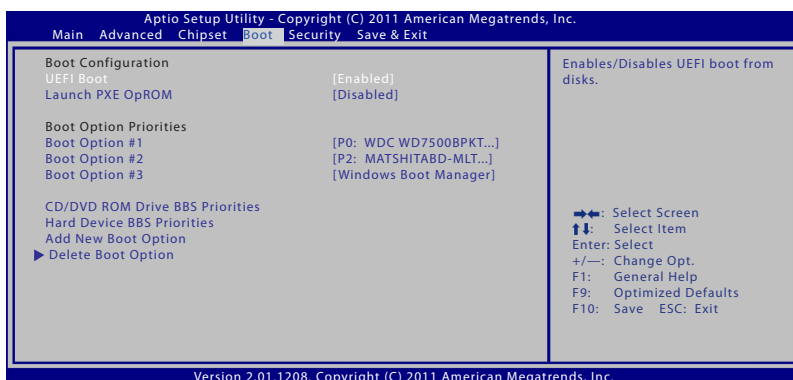 Aptio Setup Utility - Copyright (C) 2011 American Megatrends, Inc.
Main Advanced Chipset Boot Security Save & Exit
Boot Configuration
UEFI Boot [Enabled]
Launch PXE OpROM [Disabled]
Boot Option Priorities
Boot Option #1 [P0: WDC WD7500BPKT...]
Boot Option #2 [P2: MATSHITABD-MLT...]
Boot Option #3 [Windows Boot Manager]
CD/DVD ROM Drive BBS Priorities
Hard Device BBS Priorities
Add New Boot Option
Delete Boot Option
Enables/Disables UEFI boot from
disks.
→←: Select Screen
↑↓: Select Item
Enter: Select
+/—: Change Opt.
F1: General Help
F9: Optimized Defaults
F10: Save ESC: Exit
Version 2.01.1208. Copyright (C) 2011 American Megatrends, Inc.